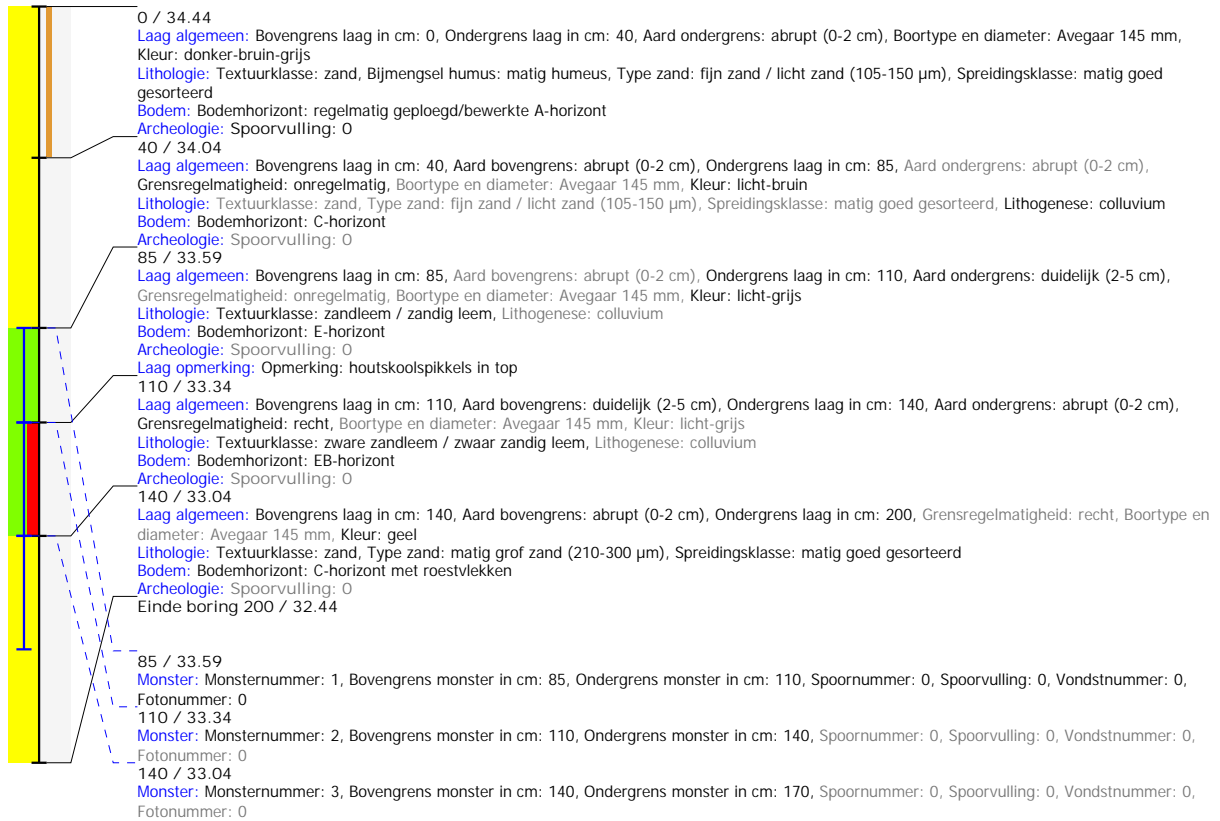 0 / 34.44
Laag algemeen: Bovengrens laag in cm: 0, Ondergrens laag in cm: 40, Aard ondergrens: abrupt (0-2 cm), Boortype en diameter: Avegaar 145 mm,
Kleur: donker-bruin-grijs
Lithologie: Textuurklasse: zand, Bijmengsel humus: matig humeus, Type zand: fijn zand / licht zand (105-150 µm), Spreidingsklasse: matig goed
gesorteerd
Bodem: Bodemhorizont: regelmatig geploegd/bewerkte A-horizont
Archeologie: Spoorvulling: 0
40 / 34.04
Laag algemeen: Bovengrens laag in cm: 40, Aard bovengrens: abrupt (0-2 cm), Ondergrens laag in cm: 85, Aard ondergrens: abrupt (0-2 cm),
Grensregelmatigheid: onregelmatig, Boortype en diameter: Avegaar 145 mm, Kleur: licht-bruin
Lithologie: Textuurklasse: zand, Type zand: fijn zand / licht zand (105-150 µm), Spreidingsklasse: matig goed gesorteerd, Lithogenese: colluvium
Bodem: Bodemhorizont: C-horizont
Archeologie: Spoorvulling: 0
85 / 33.59
Laag algemeen: Bovengrens laag in cm: 85, Aard bovengrens: abrupt (0-2 cm), Ondergrens laag in cm: 110, Aard ondergrens: duidelijk (2-5 cm),
Grensregelmatigheid: onregelmatig, Boortype en diameter: Avegaar 145 mm, Kleur: licht-grijs
Lithologie: Textuurklasse: zandleem / zandig leem, Lithogenese: colluvium
Bodem: Bodemhorizont: E-horizont
Archeologie: Spoorvulling: 0
Laag opmerking: Opmerking: houtskoolspikkels in top
110 / 33.34
Laag algemeen: Bovengrens laag in cm: 110, Aard bovengrens: duidelijk (2-5 cm), Ondergrens laag in cm: 140, Aard ondergrens: abrupt (0-2 cm),
Grensregelmatigheid: recht, Boortype en diameter: Avegaar 145 mm, Kleur: licht-grijs
Lithologie: Textuurklasse: zware zandleem / zwaar zandig leem, Lithogenese: colluvium
Bodem: Bodemhorizont: EB-horizont
Archeologie: Spoorvulling: 0
140 / 33.04
Laag algemeen: Bovengrens laag in cm: 140, Aard bovengrens: abrupt (0-2 cm), Ondergrens laag in cm: 200, Grensregelmatigheid: recht, Boortype en
diameter: Avegaar 145 mm, Kleur: geel
Lithologie: Textuurklasse: zand, Type zand: matig grof zand (210-300 µm), Spreidingsklasse: matig goed gesorteerd
Bodem: Bodemhorizont: C-horizont met roestvlekken
Archeologie: Spoorvulling: 0
Einde boring 200 / 32.44
85 / 33.59
Monster: Monsternummer: 1, Bovengrens monster in cm: 85, Ondergrens monster in cm: 110, Spoornummer: 0, Spoorvulling: 0, Vondstnummer: 0,
Fotonummer: 0
110 / 33.34
Monster: Monsternummer: 2, Bovengrens monster in cm: 110, Ondergrens monster in cm: 140, Spoornummer: 0, Spoorvulling: 0, Vondstnummer: 0,
Fotonummer: 0
140 / 33.04
Monster: Monsternummer: 3, Bovengrens monster in cm: 140, Ondergrens monster in cm: 170, Spoornummer: 0, Spoorvulling: 0, Vondstnummer: 0,
Fotonummer: 0